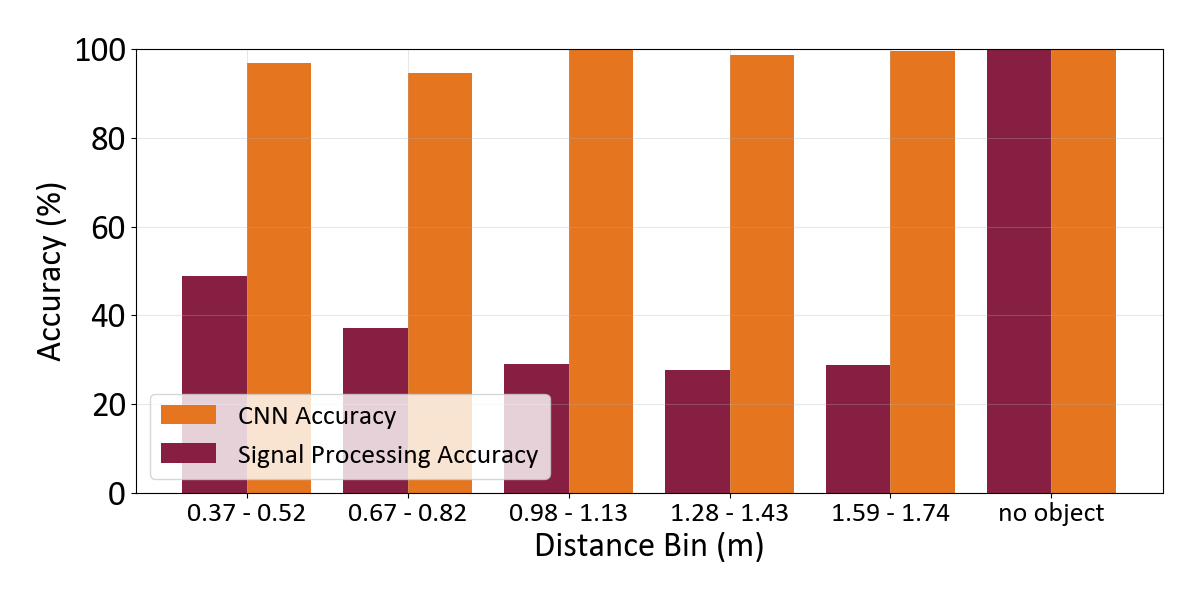 100
80
60
40
20
0
Accuracy (%)
CNN Accuracy
Signal Processing Accuracy
0.37 - 0.52 0.67 - 0.82 0.98 - 1.13 1.28 - 1.43 1.59 - 1.74 no object
Distance Bin (m)